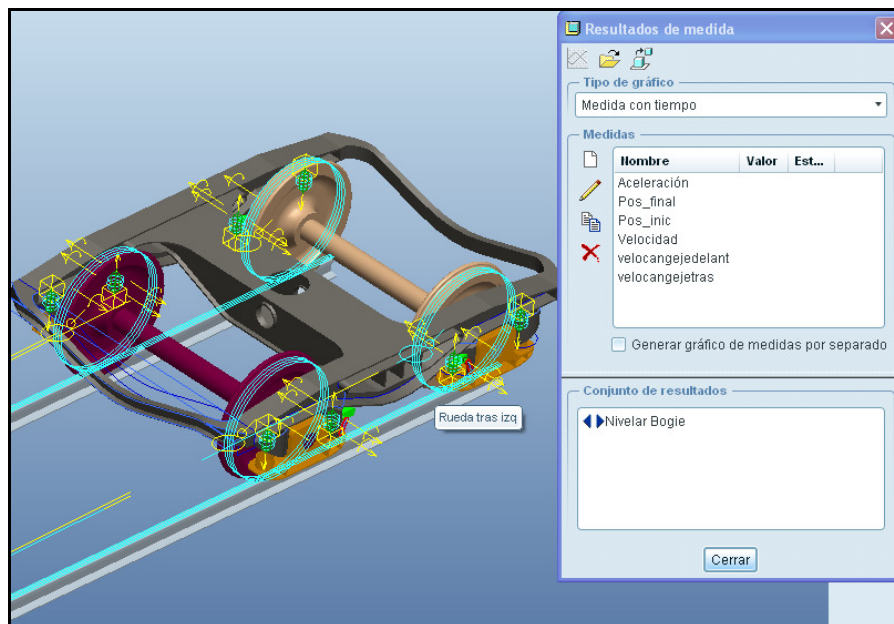 Resultados de medida
Tipo de gráfico
Medida con tiempo
Medidas
Nombre Valor Est...
Aceleración
Pos_final
Pos_inic
Velocidad
velocangejedelant
velocangejetras
Generar gráfico de medidas por separado
Conjunto de resultados
Nivelar Bogie
Cerrar
Rueda tras izq